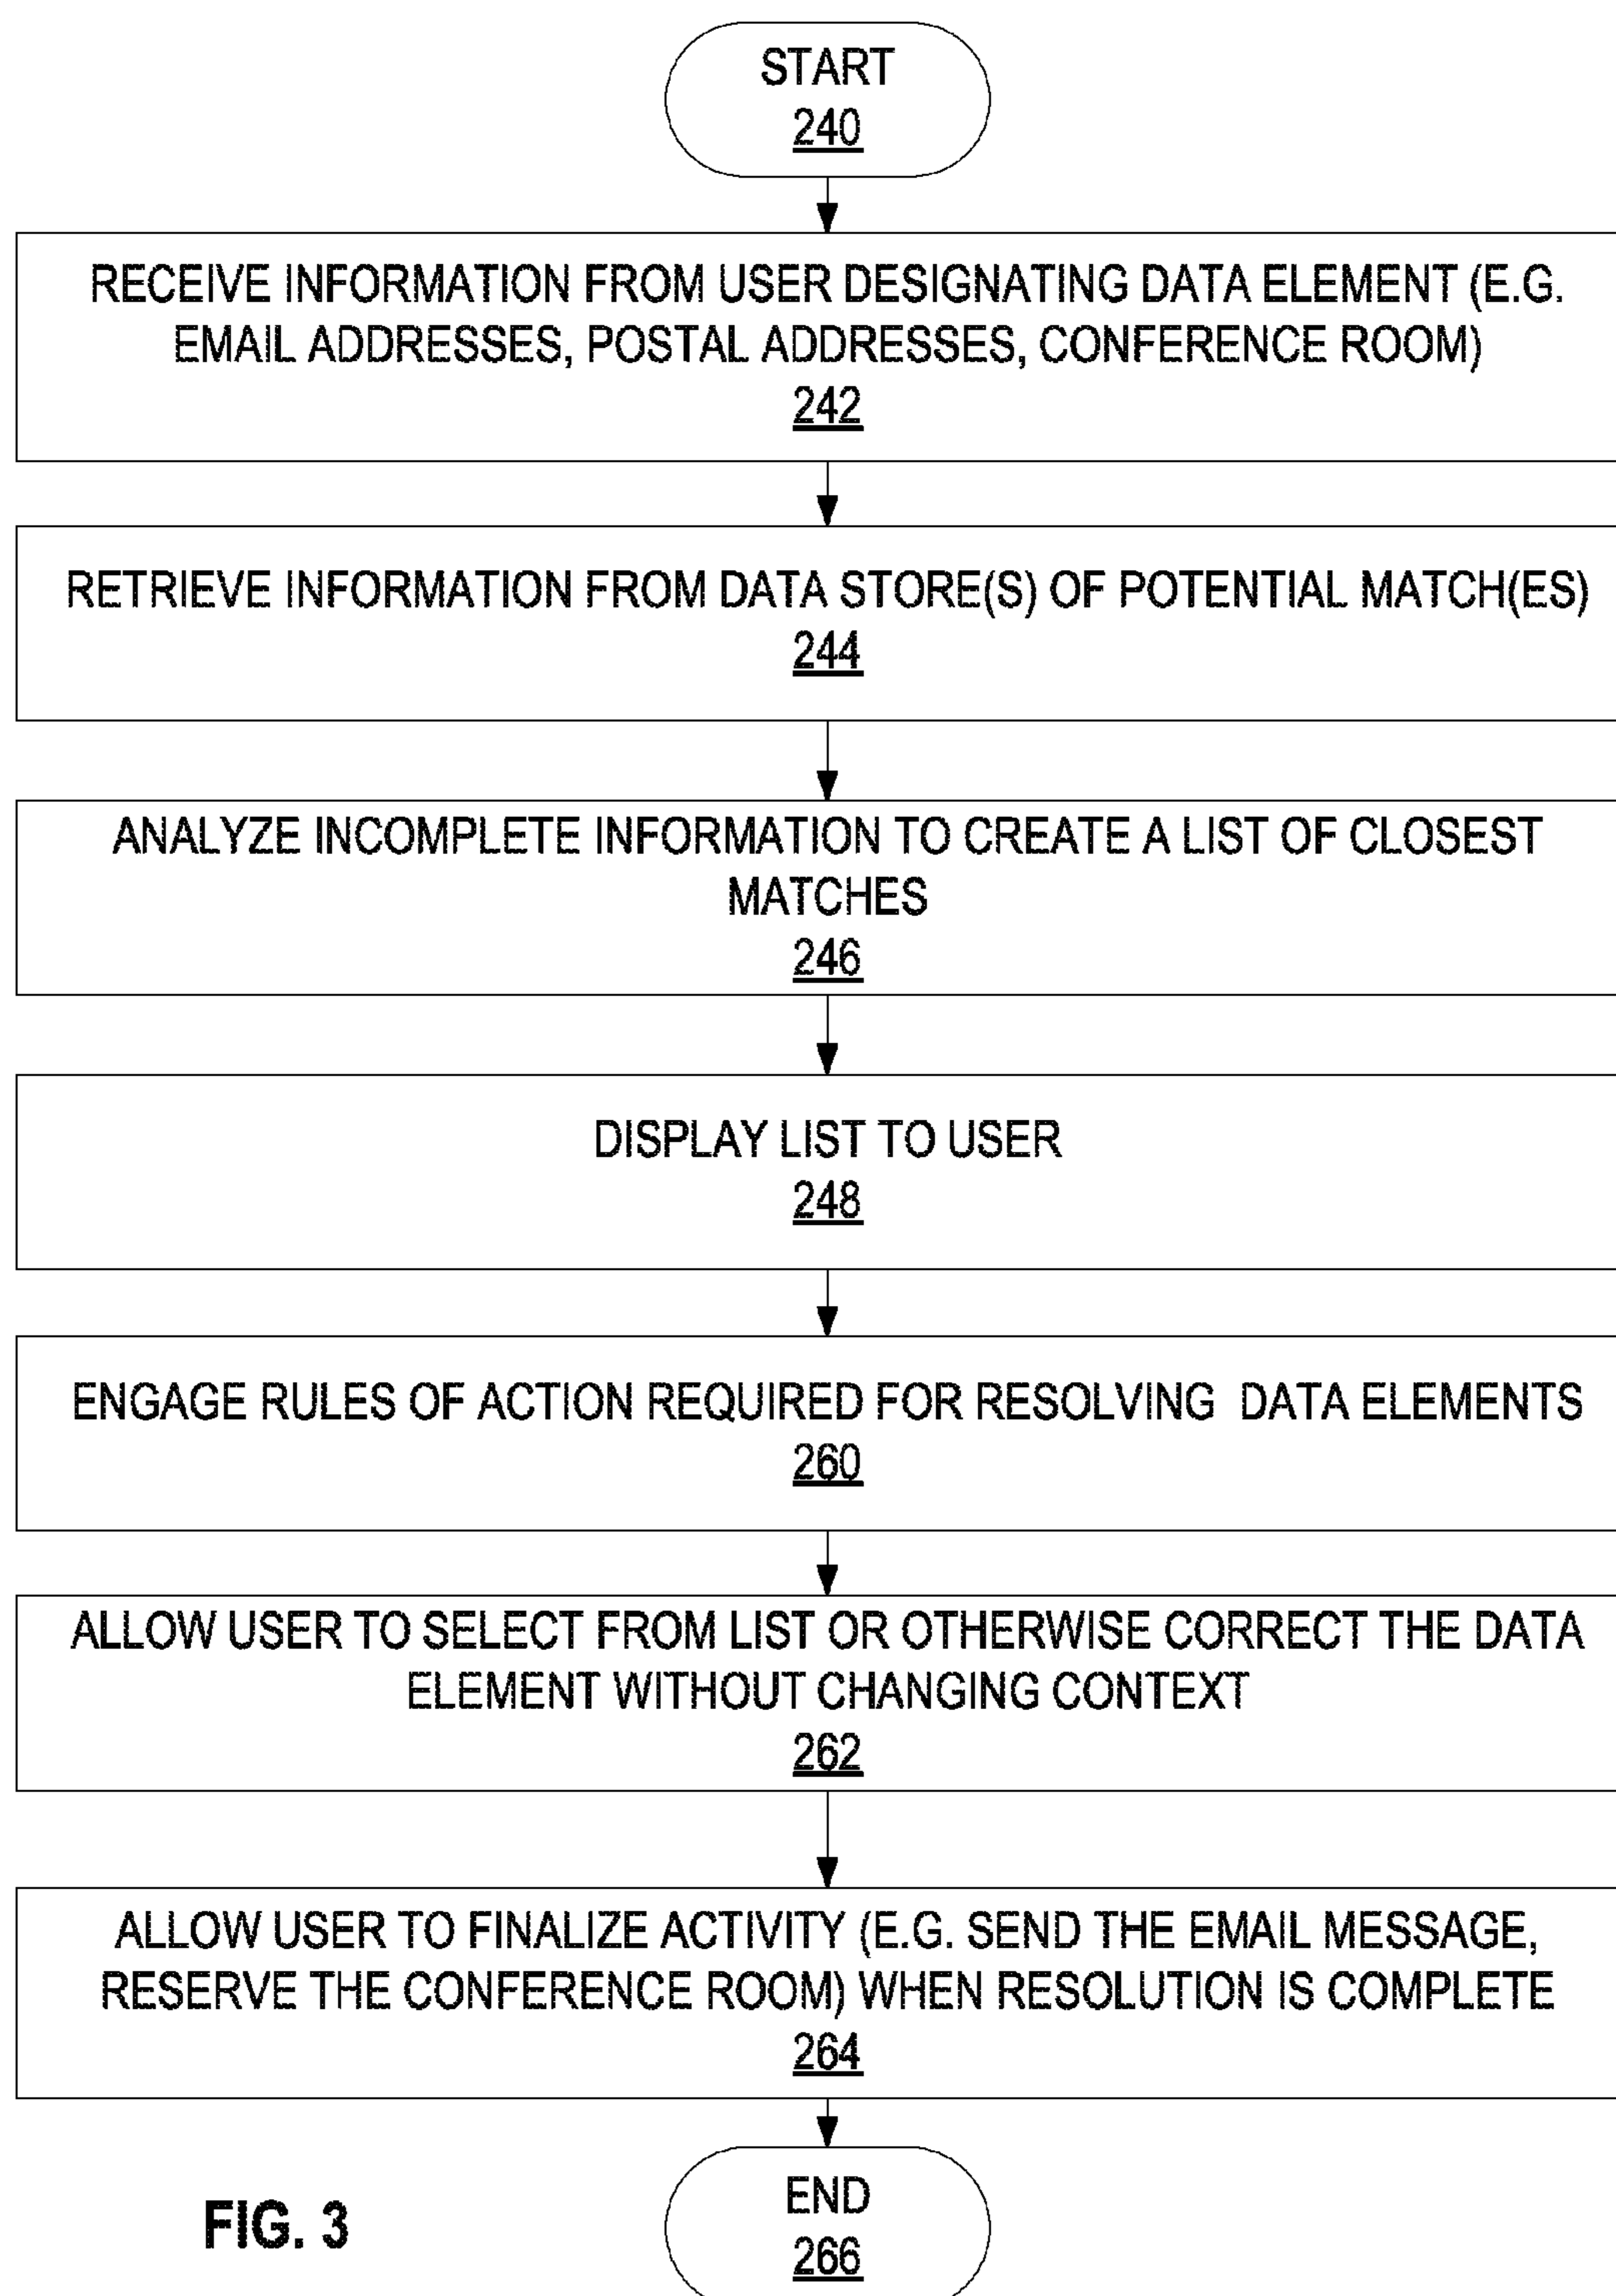 START
240
RECEIVE INFORMATION FROM USER DESIGNATING DATA ELEMENT (E.G.
EMAIL ADDRESSES, POSTAL ADDRESSES, CONFERENCE ROOM)
242
RETRIEVE INFORMATION FROM DATA STORE(S) OF POTENTIAL MATCH(ES)
244
ANALYZE INCOMPLETE INFORMATION TO CREATE A LIST OF CLOSEST
MATCHES
246
DISPLAY LIST TO USER
248
ENGAGE RULES OF ACTION REQUIRED FOR RESOLVING DATA ELEMENTS
260
ALLOW USER TO SELECT FROM LIST OR OTHERWISE CORRECT THE DATA
ELEMENT WITHOUT CHANGING CONTEXT
262
ALLOW USER TO FINALIZE ACTIVITY (E.G. SEND THE EMAIL MESSAGE,
RESERVE THE CONFERENCE ROOM) WHEN RESOLUTION IS COMPLETE
264
END
266
FIG. 3